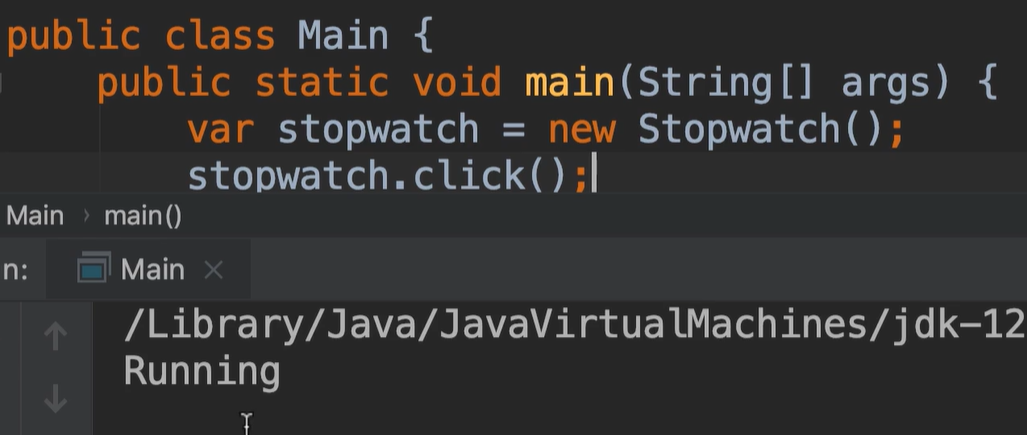 public class Main {
public static void main(String[] args) {
var stopwatch = new Stopwatch();
stopwatch.click();
Main › main()
n: Main ×
/Library/Java/JavaVirtualMachines/jdk-12
Running